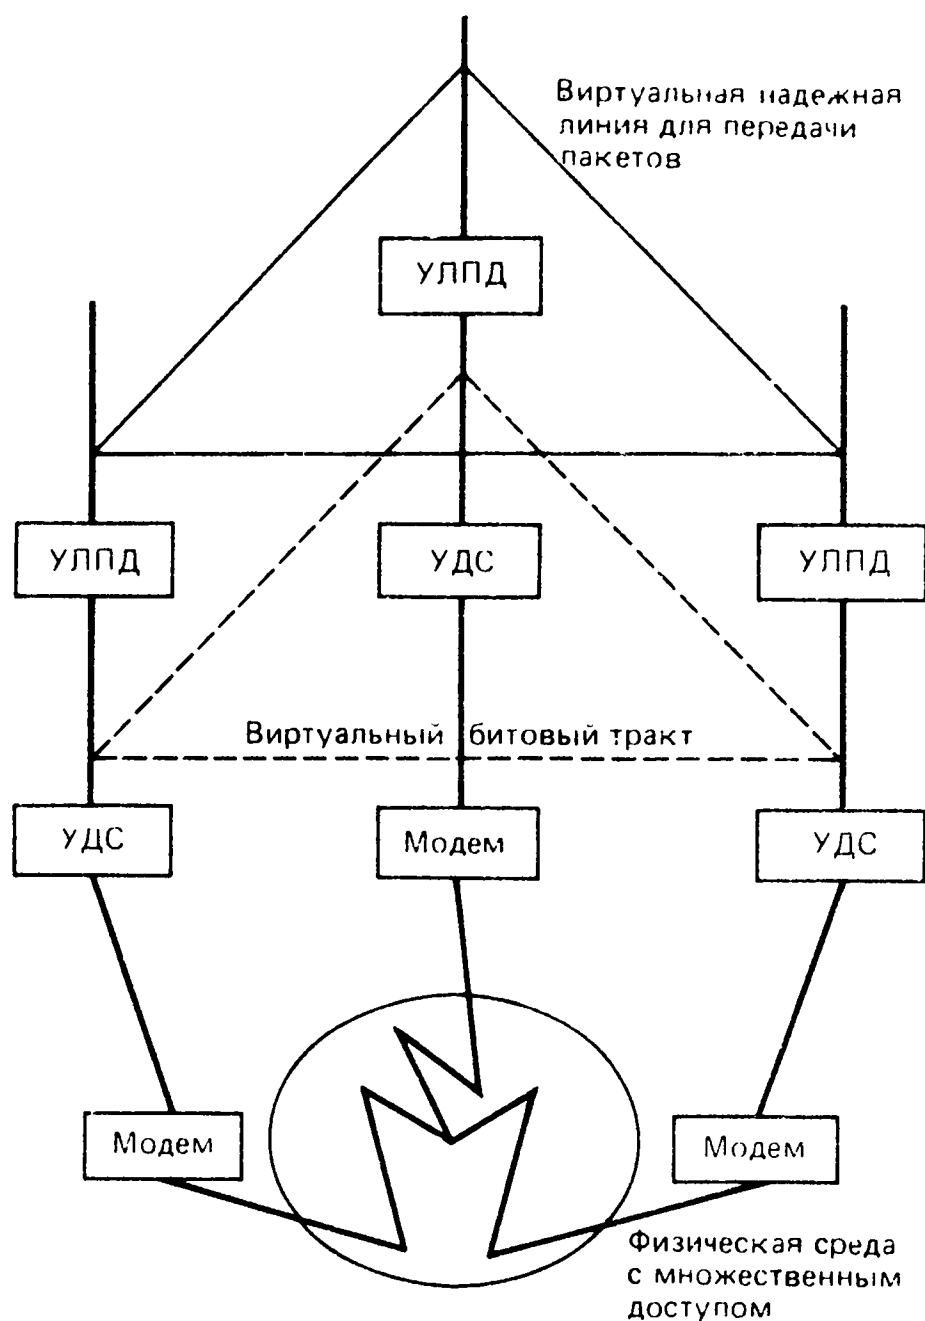 Виртуальная надежная
линия для передачи
пакетов
УЛПД
УЛПД
УДС
УЛПД
Виртуальный битовый тракт
УДС
Модем
УДС
Модем
Модем
Физическая среда
с множественным
доступом